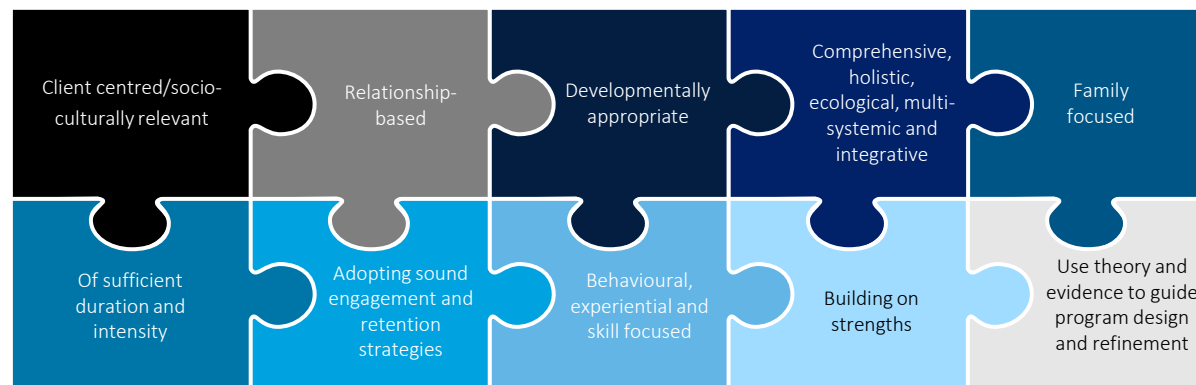 Client centred/socio-
culturally relevant
Relationship-
based
Developmentally
appropriate
Comprehensive,
holistic,
ecological, multi-
systemic and
integrative
Family
focused
Of sufficient
duration and
intensity
Adopting sound
engagement and
retention
strategies
Behavioural,
experiential and
skill focused
Building on
strengths
Use theory and
evidence to guide
program design
and refinement